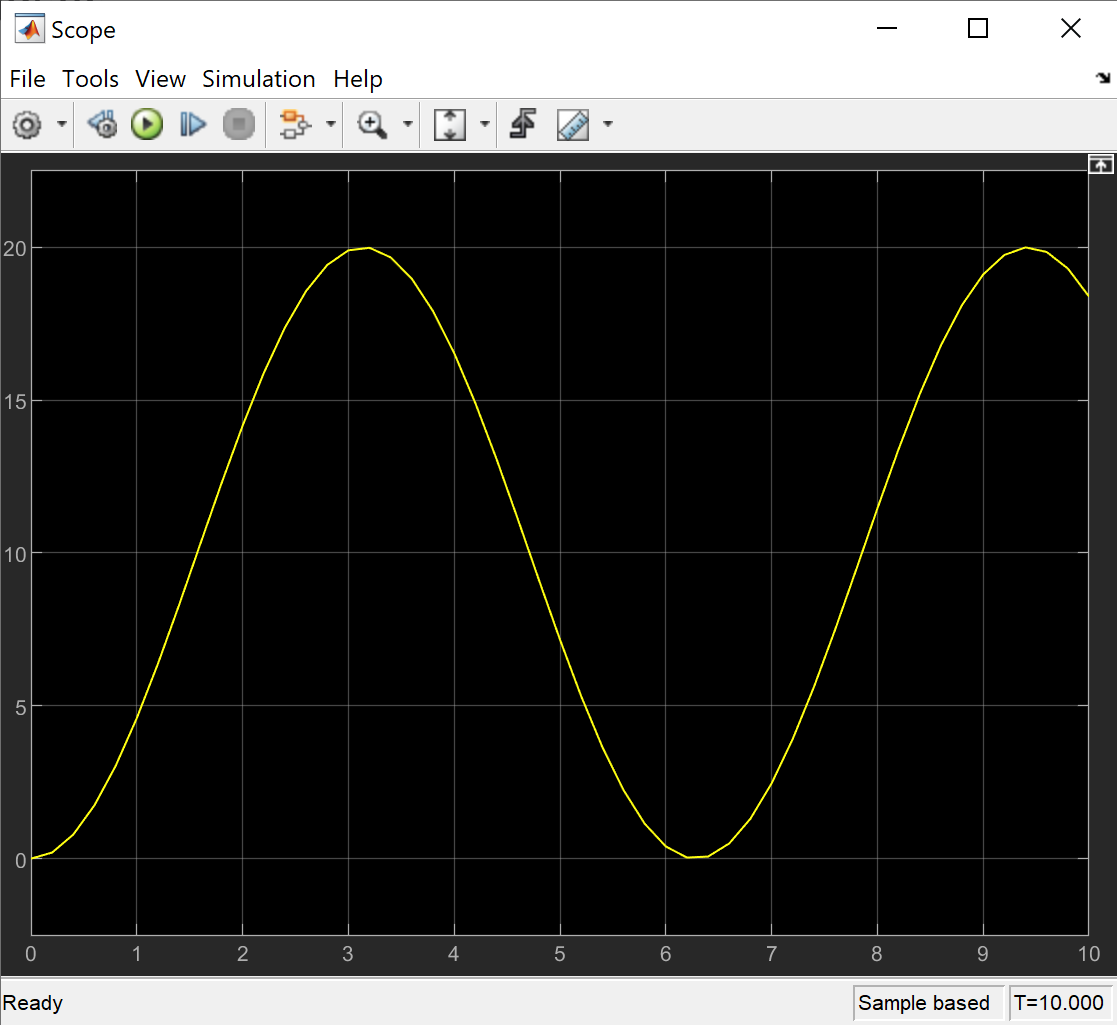 Scope
File Tools View Simulation Help
20
15
10
5
0
0 1 2 3 4 5 6 7 8 9 10
Ready
Sample based
T=10.000